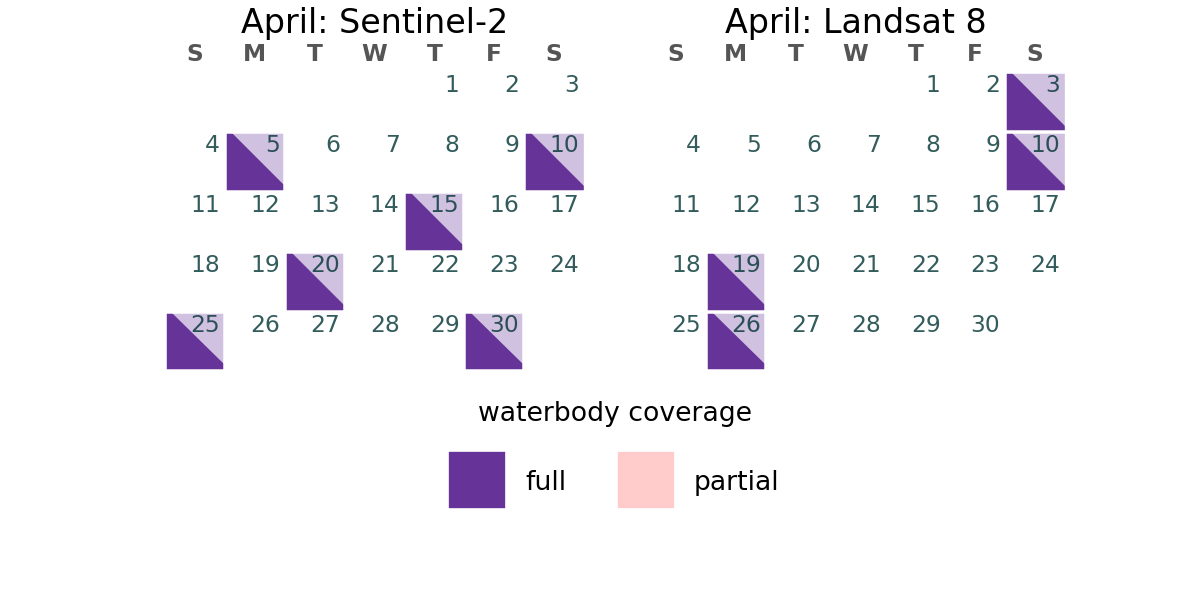 April: Sentinel-2
S M T W T F S
1 2 3
4 5 6 7 8 9 10
11 12 13 14 15 16 17
18 19 20 21 22 23 24
25 26 27 28 29 30
April: Landsat 8
S M T W T F S
1 2 3
4 5 6 7 8 9 10
11 12 13 14 15 16 17
18 19 20 21 22 23 24
25 26 27 28 29 30
waterbody coverage
full partial